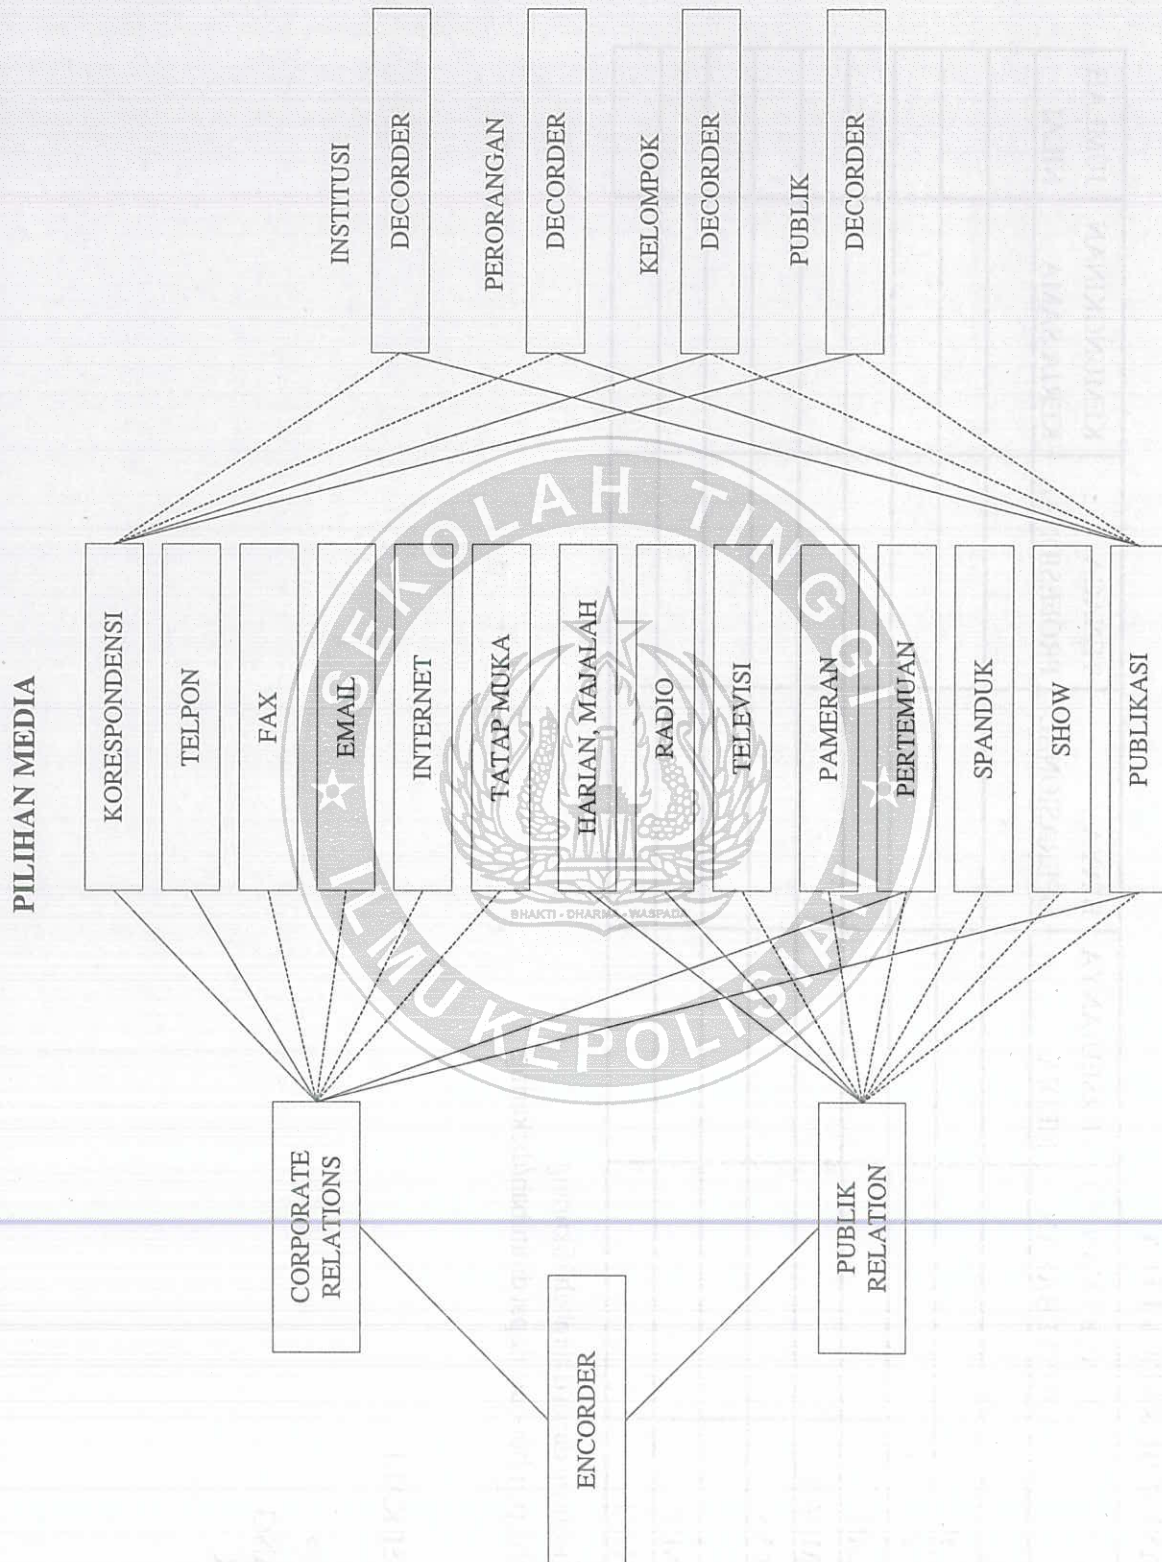 PILIHAN MEDIA
ENCORDER
CORPORATE
RELATIONS
PUBLIK
RELATION
KORESPONDENSI
TELPON
FAX
EMAIL
INTERNET
TATAP MUKA
HARIAN, MAJALAH
RADIO
TELEVISI
PAMERAN
PERTEMUAN
SPANDUK
SHOW
PUBLIKASI
INSTITUSI
DECORDER
PERORANGAN
DECORDER
KELOMPOK
DECORDER
PUBLIK
DECORDER
SEKOLAH TINGGI
ILMU KEPOLISIAN
BHAKTI - DHARMA - WASPADA